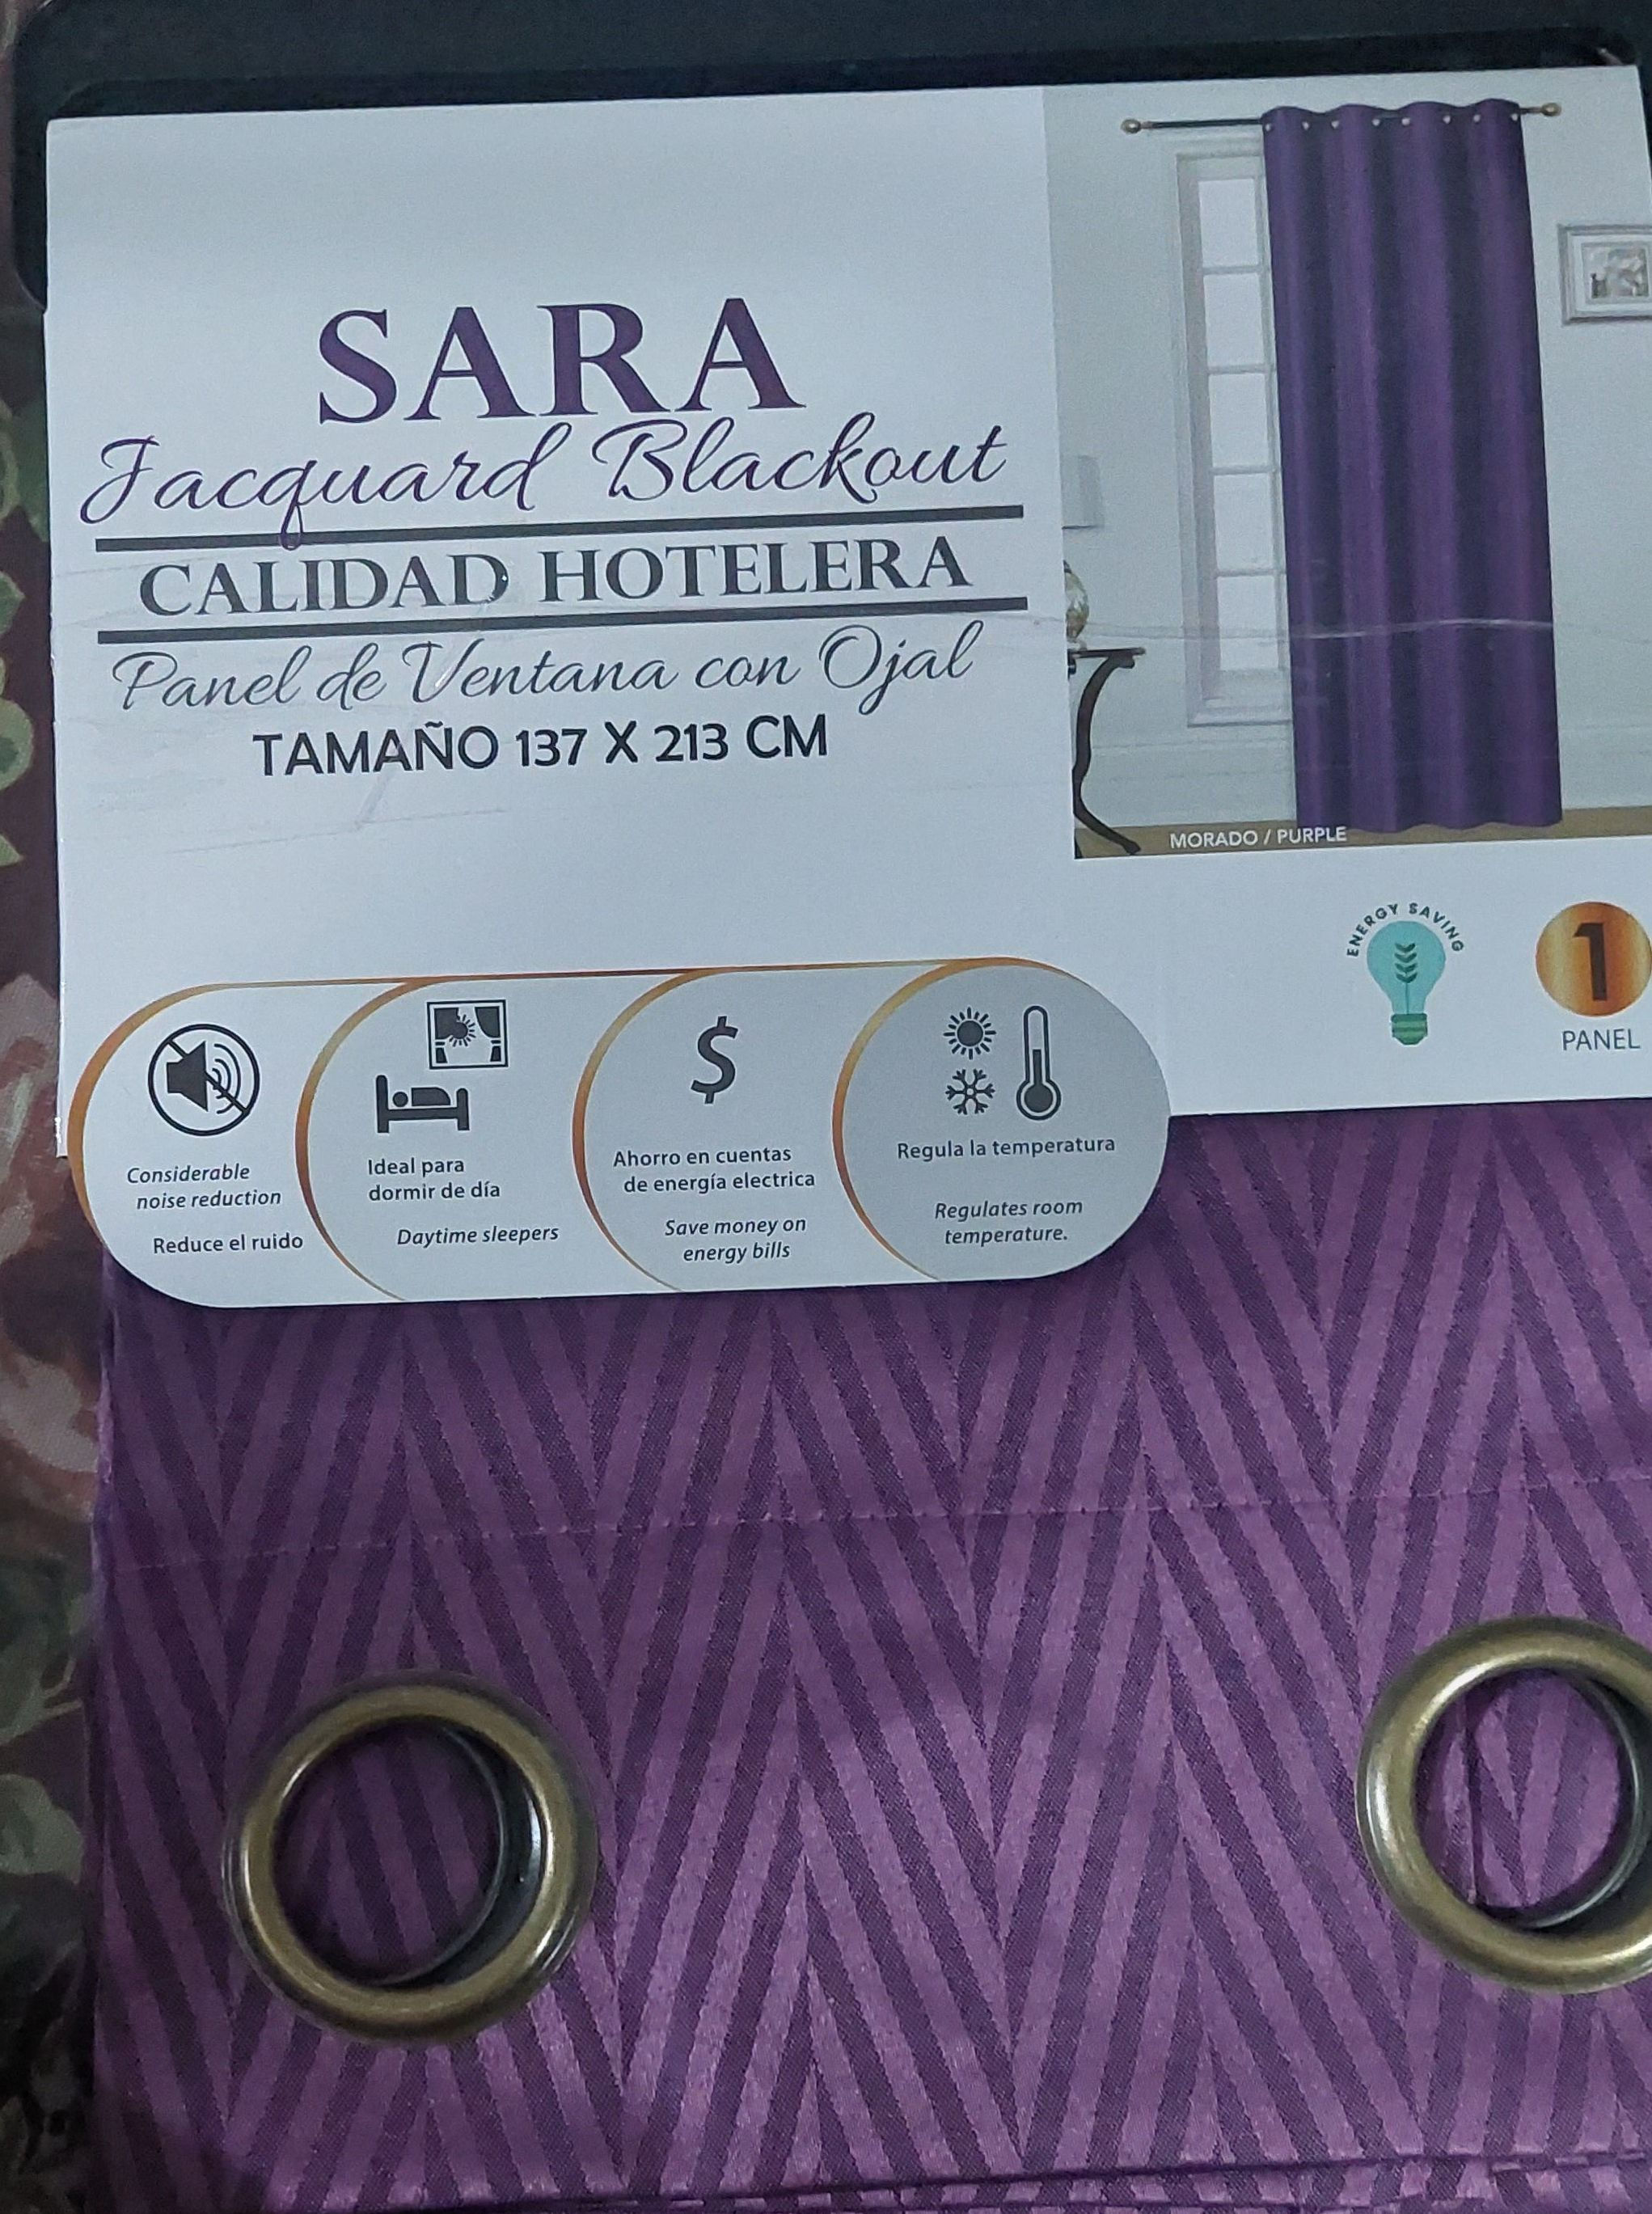 SARA
Jacquard Blackout
CALIDAD HOTELERA
Panel de Ventana con Ojal
TAMAÑO 137 X 213 CM
MORADO / PURPLE
ENERGY SAVING
1
PANEL
Considerable
noise reduction
Reduce el ruido
Ideal para
dormir de día
Daytime sleepers
$
Ahorro en cuentas
de energía electrica
Save money on
energy bills
Regula la temperatura
Regulates room
temperature.